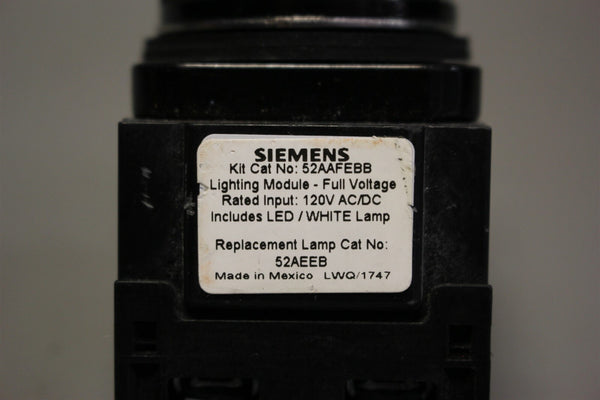 SIEMENS
Kit Cat No: 52AAFEBB
Lighting Module - Full Voltage
Rated Input: 120V AC/DC
Includes LED / WHITE Lamp
Replacement Lamp Cat No:
52AEEB
Made in Mexico LWQ/1747